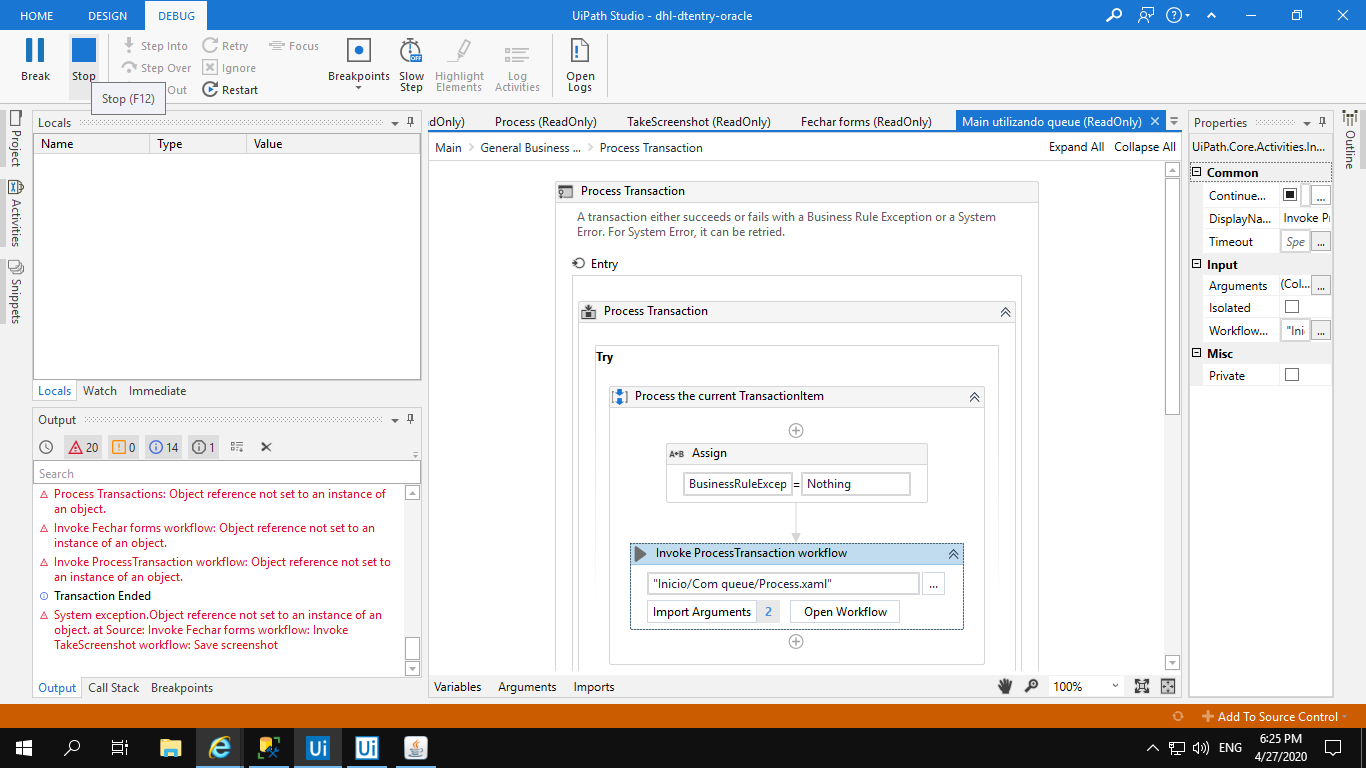 HOME DESIGN DEBUG UiPath Studio - dhl-dtentry-oracle
Break
Stop
Step Into
Step Over
Out
Retry
Ignore
Restart
Focus
Breakpoints
Slow Step
Highlight Elements
Log Activities
Open Logs
Stop (F12)
Project
Activities
Snippets
Locals
Name Type Value
Locals Watch Immediate
Output
20 0 14 1
Search
Process Transactions: Object reference not set to an instance of
an object.
Invoke Fechar forms workflow: Object reference not set to an
instance of an object.
Invoke ProcessTransaction workflow: Object reference not set to
an instance of an object.
Transaction Ended
System exception.Object reference not set to an instance of an
object. at Source: Invoke Fechar forms workflow: Invoke
TakeScreenshot workflow: Save screenshot
Output Call Stack Breakpoints
dOnly) Process (ReadOnly) TakeScreenshot (ReadOnly) Fechar forms (ReadOnly) Main utilizando queue (ReadOnly)
Main > General Business ... > Process Transaction Expand All Collapse All
Process Transaction
A transaction either succeeds or fails with a Business Rule Exception or a System
Error. For System Error, it can be retried.
Entry
Process Transaction
Try
Process the current TransactionItem
A+B Assign
BusinessRuleExcep = Nothing
Invoke ProcessTransaction workflow
"Inicio/Com queue/Process.xaml" ...
Import Arguments 2 Open Workflow
Variables Arguments Imports 100%
Properties
UiPath.Core.Activities.In...
Common
Continue... ...
DisplayNa... Invoke Pr
Timeout Spe ...
Input
Arguments (Col... ...
Isolated
Workflow... "Ini ...
Misc
Private
Outline
Add To Source Control
Ui Ui
ENG
6:25 PM
4/27/2020